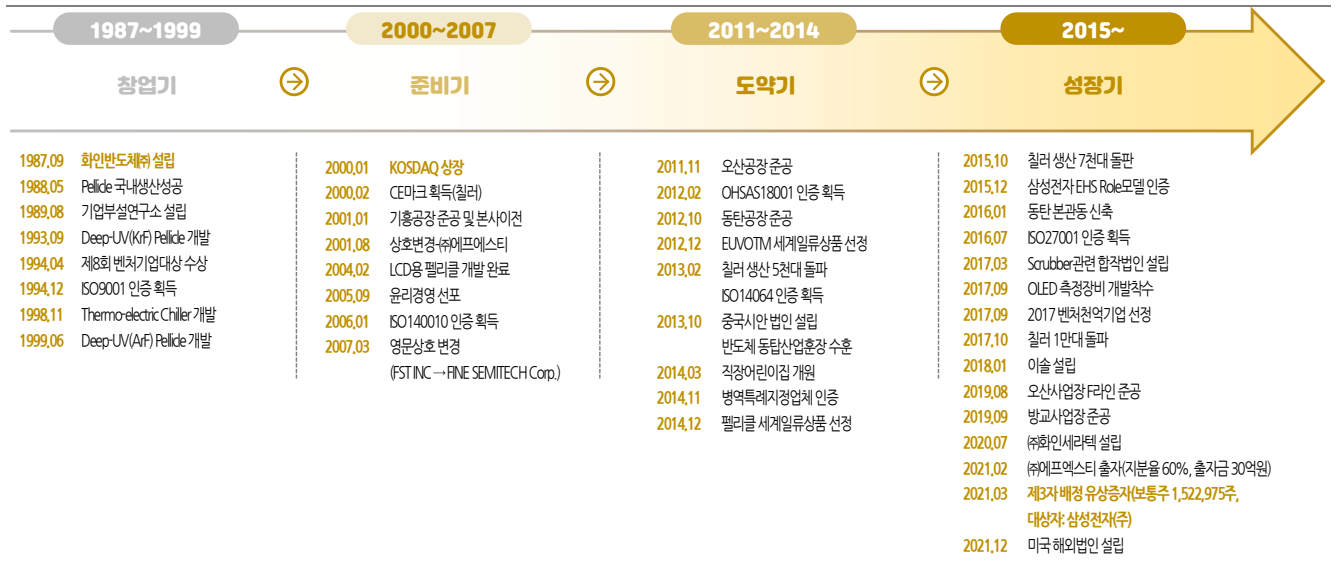 1987~1999
창업기
1987.09 화인반도체㈜ 설립
1988.05 Pellicle 국내생산성공
1989.08 기업부설연구소 설립
1993.09 Deep-UV(KrF) Pellicle 개발
1994.04 제8회 벤처기업대상 수상
1994.12 ISO9001 인증 획득
1998.11 Thermo-electric Chiller 개발
1999.06 Deep-UV(ArF) Pellicle 개발
2000~2007
준비기
2000.01 KOSDAQ 상장
2000.02 CE마크 획득(칠러)
2001.01 기흥공장 준공 및 본사이전
2001.08 상호변경-㈜에프에스티
2004.02 LCD용 펠리클 개발 완료
2005.09 윤리경영 선포
2006.01 ISO140010 인증 획득
2007.03 영문상호 변경
(FST INC → FINE SEMITECH Corp.)
2011~2014
도약기
2011.11 오산공장 준공
2012.02 OHSAS18001 인증 획득
2012.10 동탄공장 준공
2012.12 EUVOTM 세계일류상품 선정
2013.02 칠러 생산 5천대 돌파
ISO14064 인증 획득
2013.10 중국시안 법인 설립
반도체 동탑산업훈장 수훈
2014.03 직장어린이집 개원
2014.11 병역특례지정업체 인증
2014.12 펠리클 세계일류상품 선정
2015~
성장기
2015.10 칠러 생산 7천대 돌판
2015.12 삼성전자 EHS Role모델 인증
2016.01 동탄 본관동 신축
2016.07 ISO27001 인증 획득
2017.03 Scrubber관련 합작법인 설립
2017.09 OLED 측정장비 개발착수
2017.09 2017 벤처천억기업 선정
2017.10 칠러 1만대 돌파
2018.01 이솔 설립
2019.08 오산사업장 F라인 준공
2019.09 방교사업장 준공
2020.07 ㈜화인세라텍 설립
2021.02 ㈜에프엑스티 출자(지분율 60%, 출자금 30억원)
2021.03 제3자 배정 유상증자(보통주 1,522,975주,
대상자: 삼성전자(주)
2021.12 미국 해외법인 설립